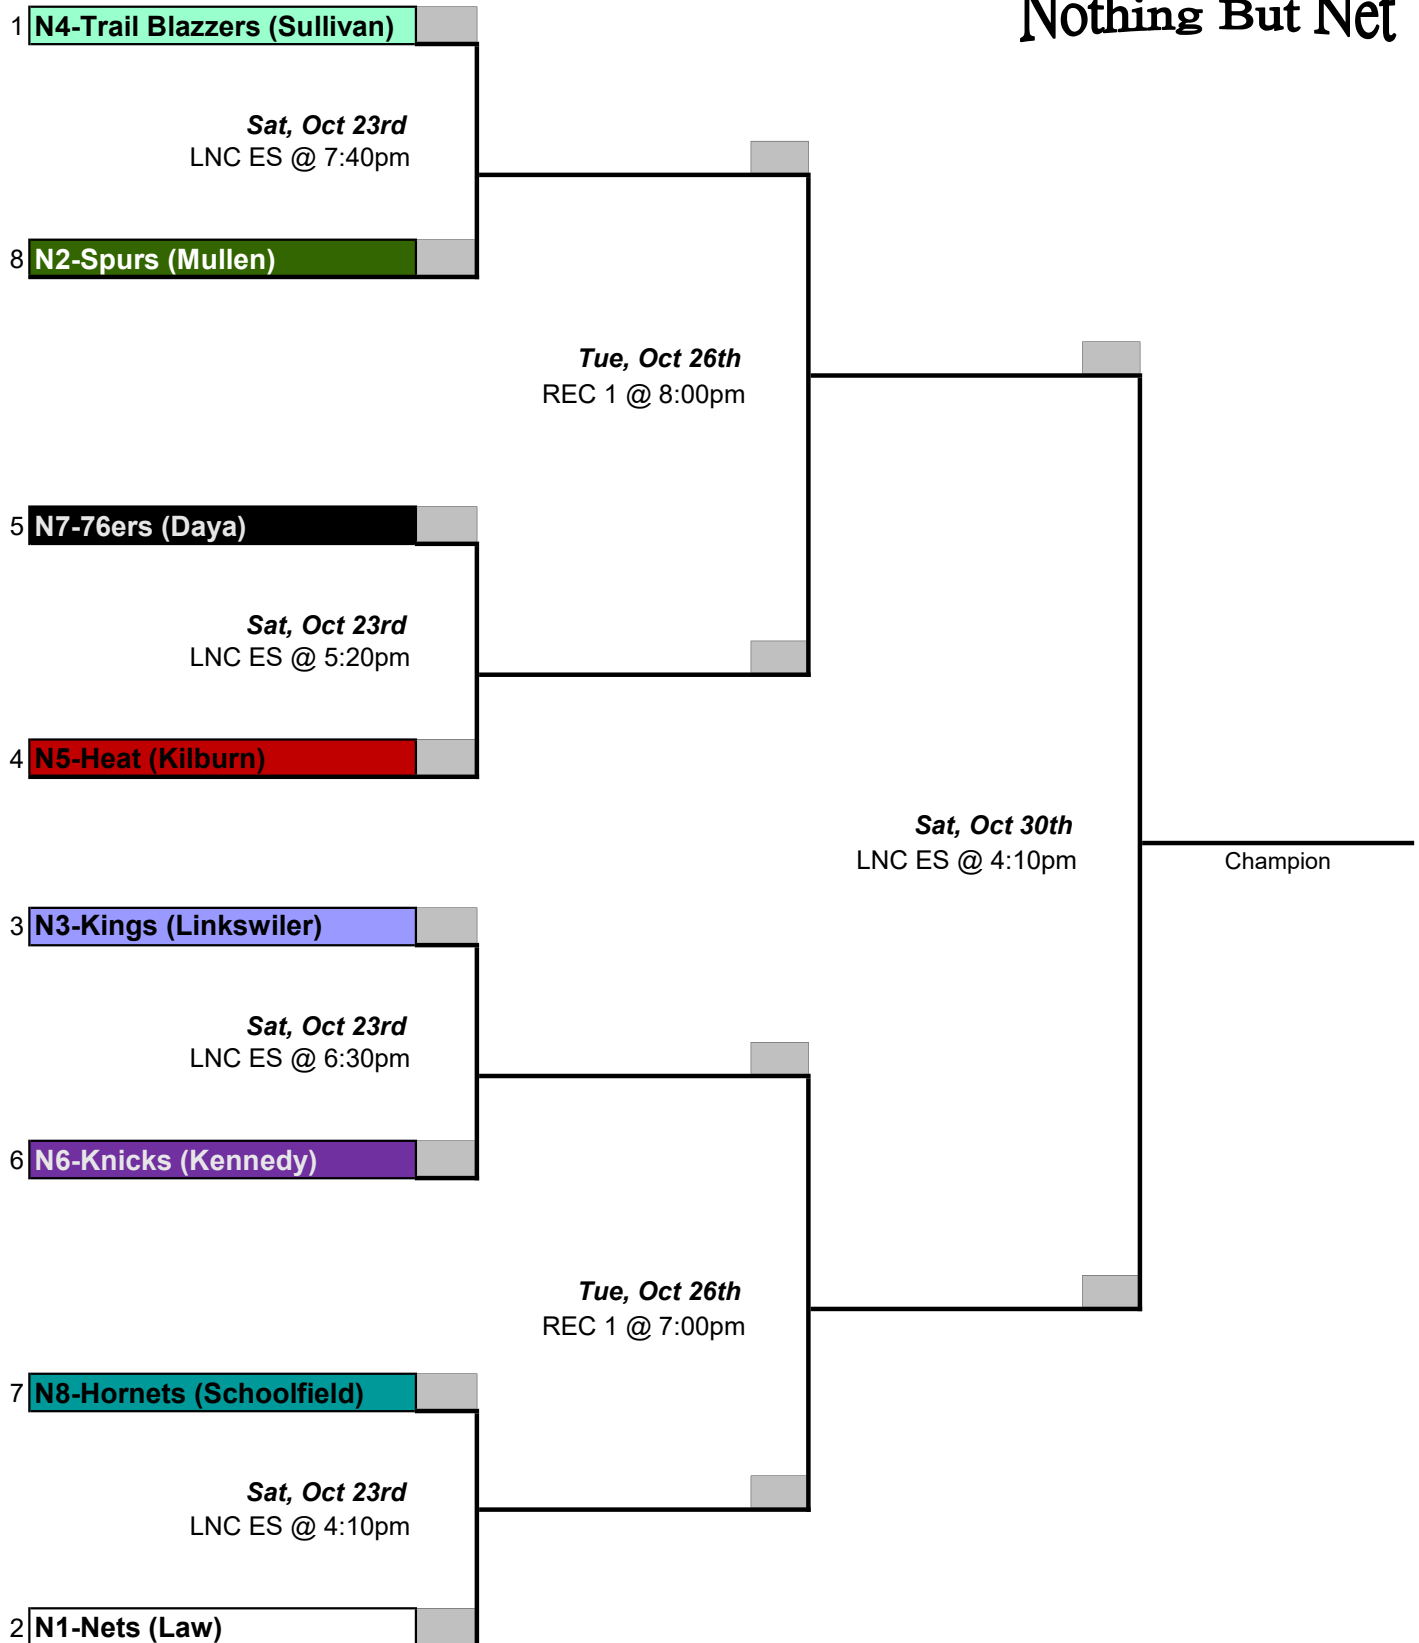 Nothing But Net
1 N4-Trail Blazzers (Sullivan)
Sat, Oct 23rd
LNC ES @ 7:40pm
8 N2-Spurs (Mullen)
Tue, Oct 26th
REC 1 @ 8:00pm
5 N7-76ers (Daya)
Sat, Oct 23rd
LNC ES @ 5:20pm
4 N5-Heat (Kilburn)
Sat, Oct 30th
LNC ES @ 4:10pm
Champion
3 N3-Kings (Linkswiler)
Sat, Oct 23rd
LNC ES @ 6:30pm
6 N6-Knicks (Kennedy)
Tue, Oct 26th
REC 1 @ 7:00pm
7 N8-Hornets (Schoolfield)
Sat, Oct 23rd
LNC ES @ 4:10pm
2 N1-Nets (Law)